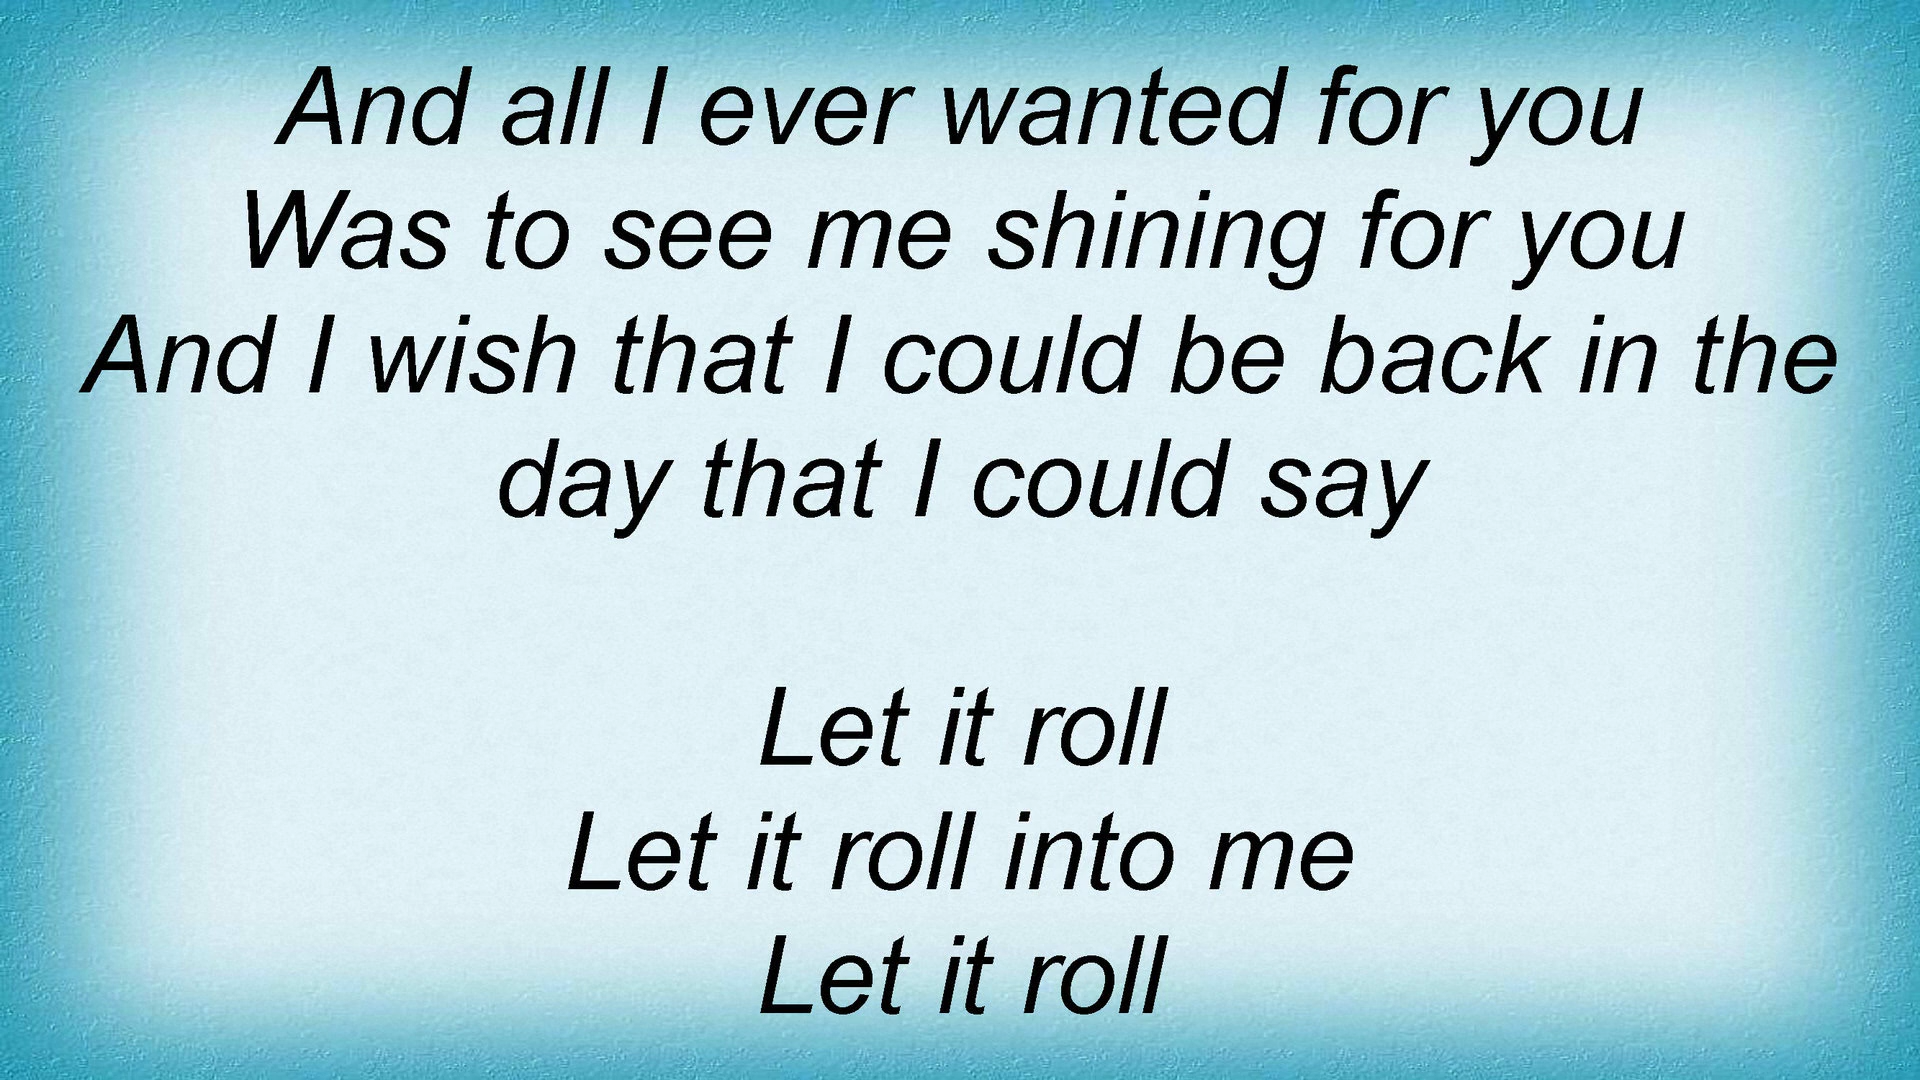 And all I ever wanted for you
Was to see me shining for you
And I wish that I could be back in the
day that I could say
Let it roll
Let it roll into me
Let it roll